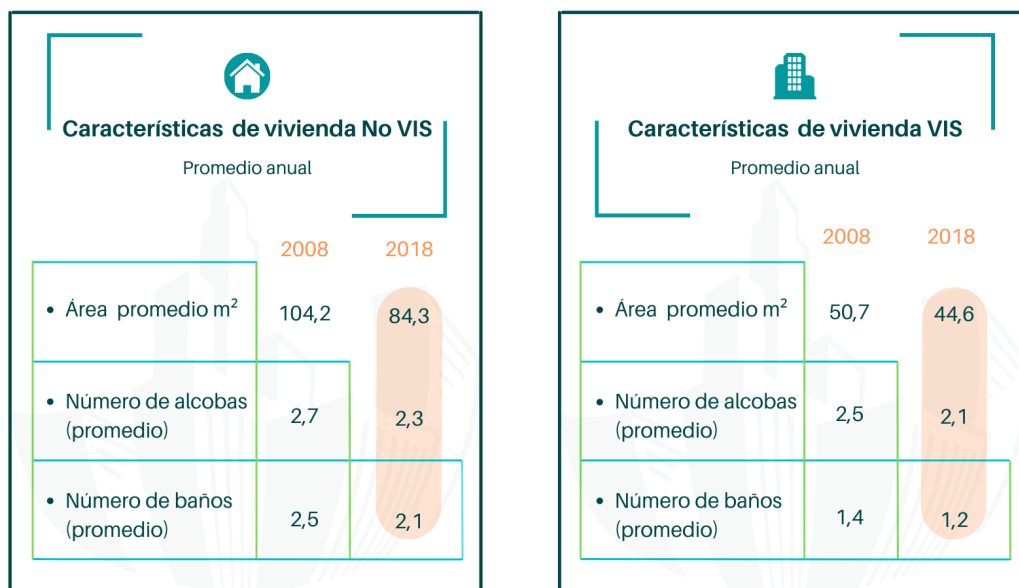 Características de vivienda No VIS
Promedio anual
2008 2018
• Área promedio m² 104,2 84,3
• Número de alcobas
(promedio) 2,7 2,3
• Número de baños
(promedio) 2,5 2,1
Características de vivienda VIS
Promedio anual
2008 2018
• Área promedio m² 50,7 44,6
• Número de alcobas
(promedio) 2,5 2,1
• Número de baños
(promedio) 1,4 1,2